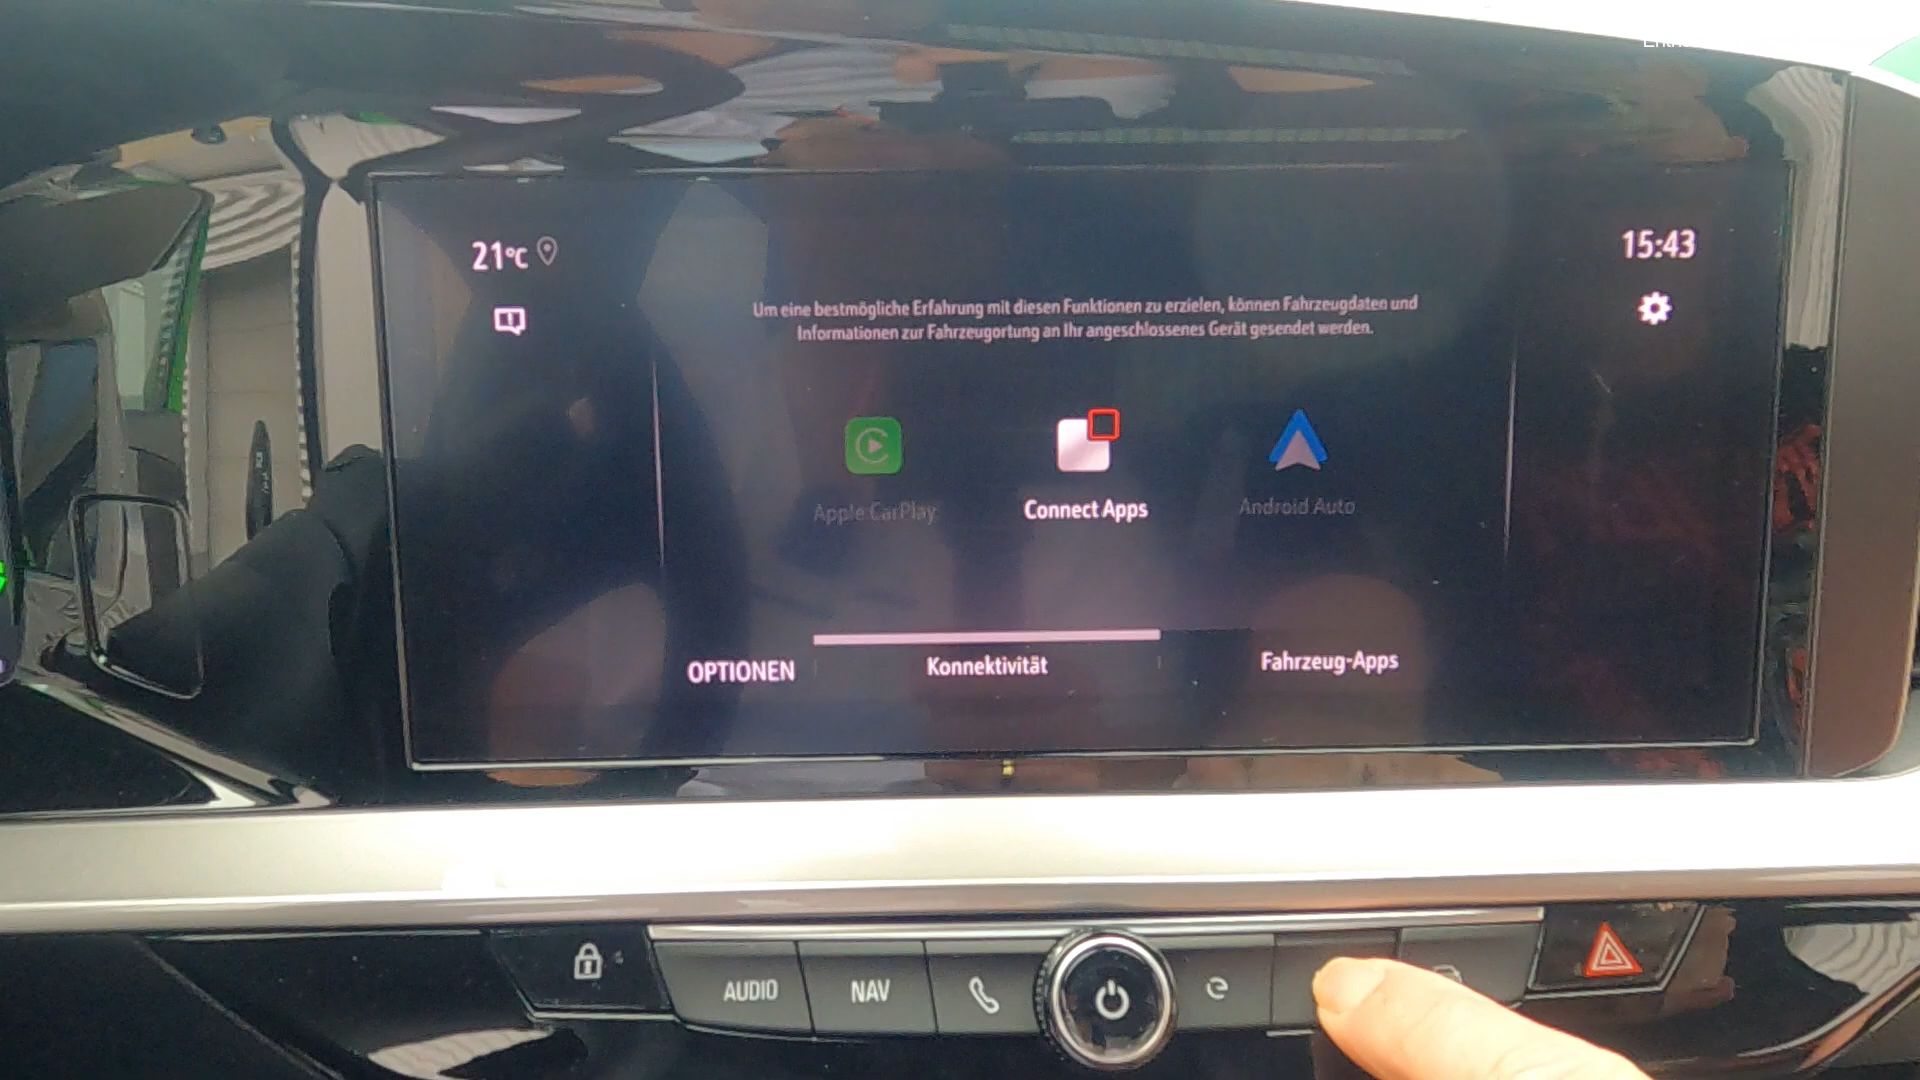 21°C
15:43
Um eine bestmögliche Erfahrung mit diesen Funktionen zu erzielen, können Fahrzeugdaten und
Informationen zur Fahrzeugortung an Ihr angeschlossenes Gerät gesendet werden.
Apple CarPlay
Connect Apps
Android Auto
OPTIONEN
Konnektivität
Fahrzeug-Apps
AUDIO
NAV